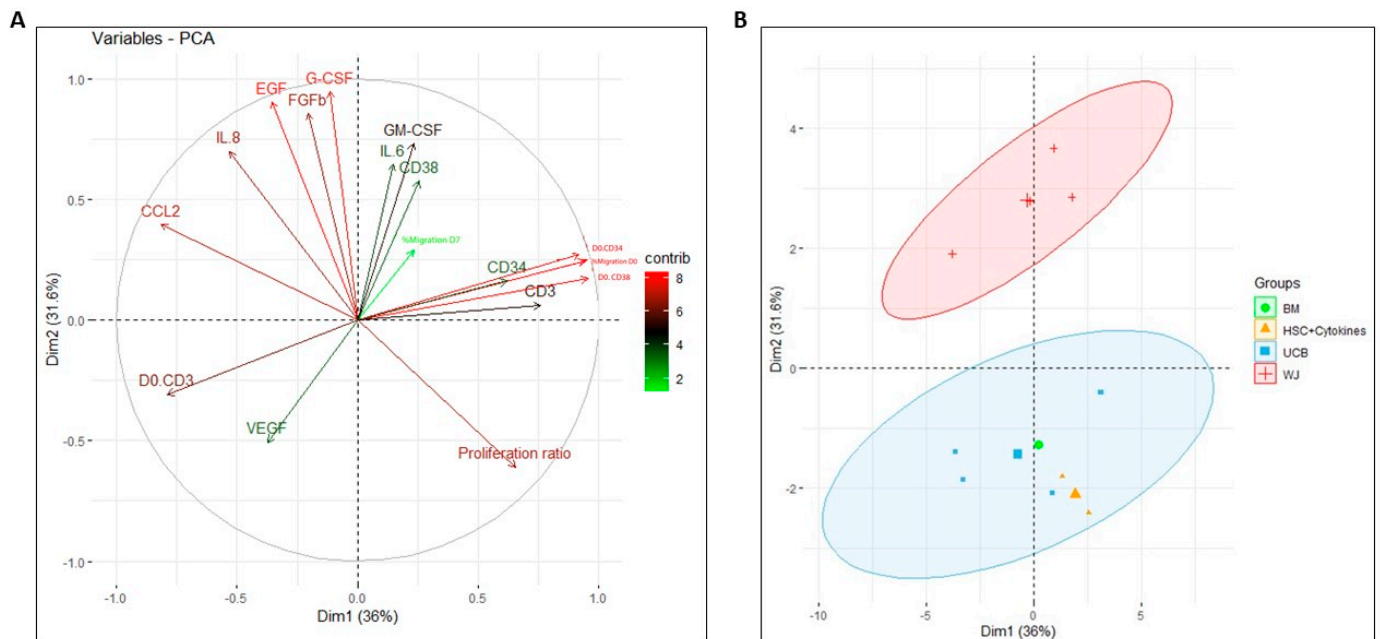 A
Variables - PCA
1.0
0.5
0.0
-0.5
-1.0
Dim2 (31.6%)
EGF
G-CSF
FGFb
IL.8
GM-CSF
IL.6
CD38
CCL2
%Migration D7
D0.CD34
%Migration D0
D0. CD38
CD34
CD3
D0.CD3
VEGF
Proliferation ratio
-1.0 -0.5 0.0 0.5 1.0
Dim1 (36%)
contrib
8
6
4
2
B
4
2
0
-2
Dim2 (31.6%)
-10 -5 0 5
Dim1 (36%)
Groups
BM
HSC+Cytokines
UCB
WJ